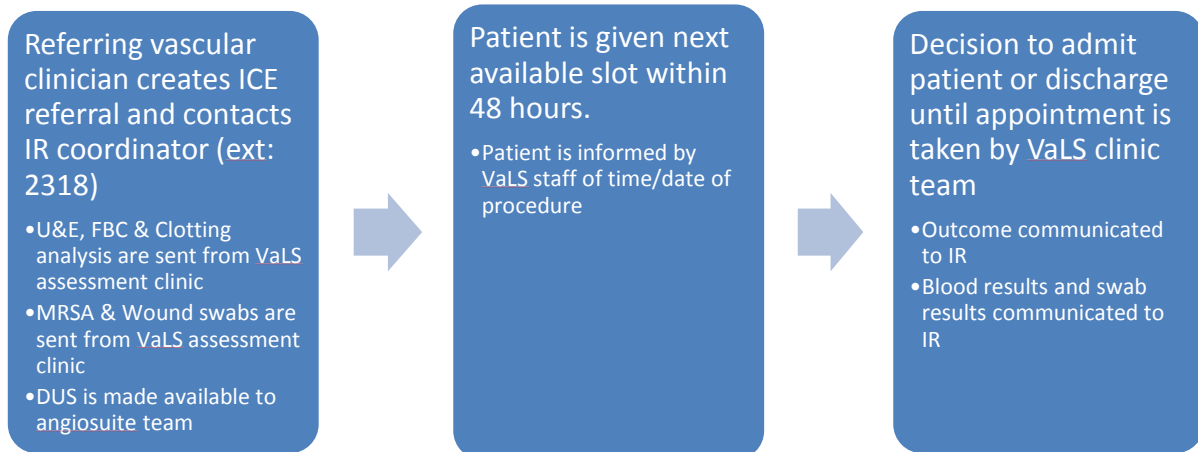 Referring vascular
clinician creates ICE
referral and contacts
IR coordinator (ext:
2318)
•U&E, FBC & Clotting
analysis are sent from VaLS
assessment clinic
•MRSA & Wound swabs are
sent from VaLS assessment
clinic
•DUS is made available to
angiosuite team
Patient is given next
available slot within
48 hours.
•Patient is informed by
VaLS staff of time/date of
procedure
Decision to admit
patient or discharge
until appointment is
taken by VaLS clinic
team
•Outcome communicated
to IR
•Blood results and swab
results communicated to
IR